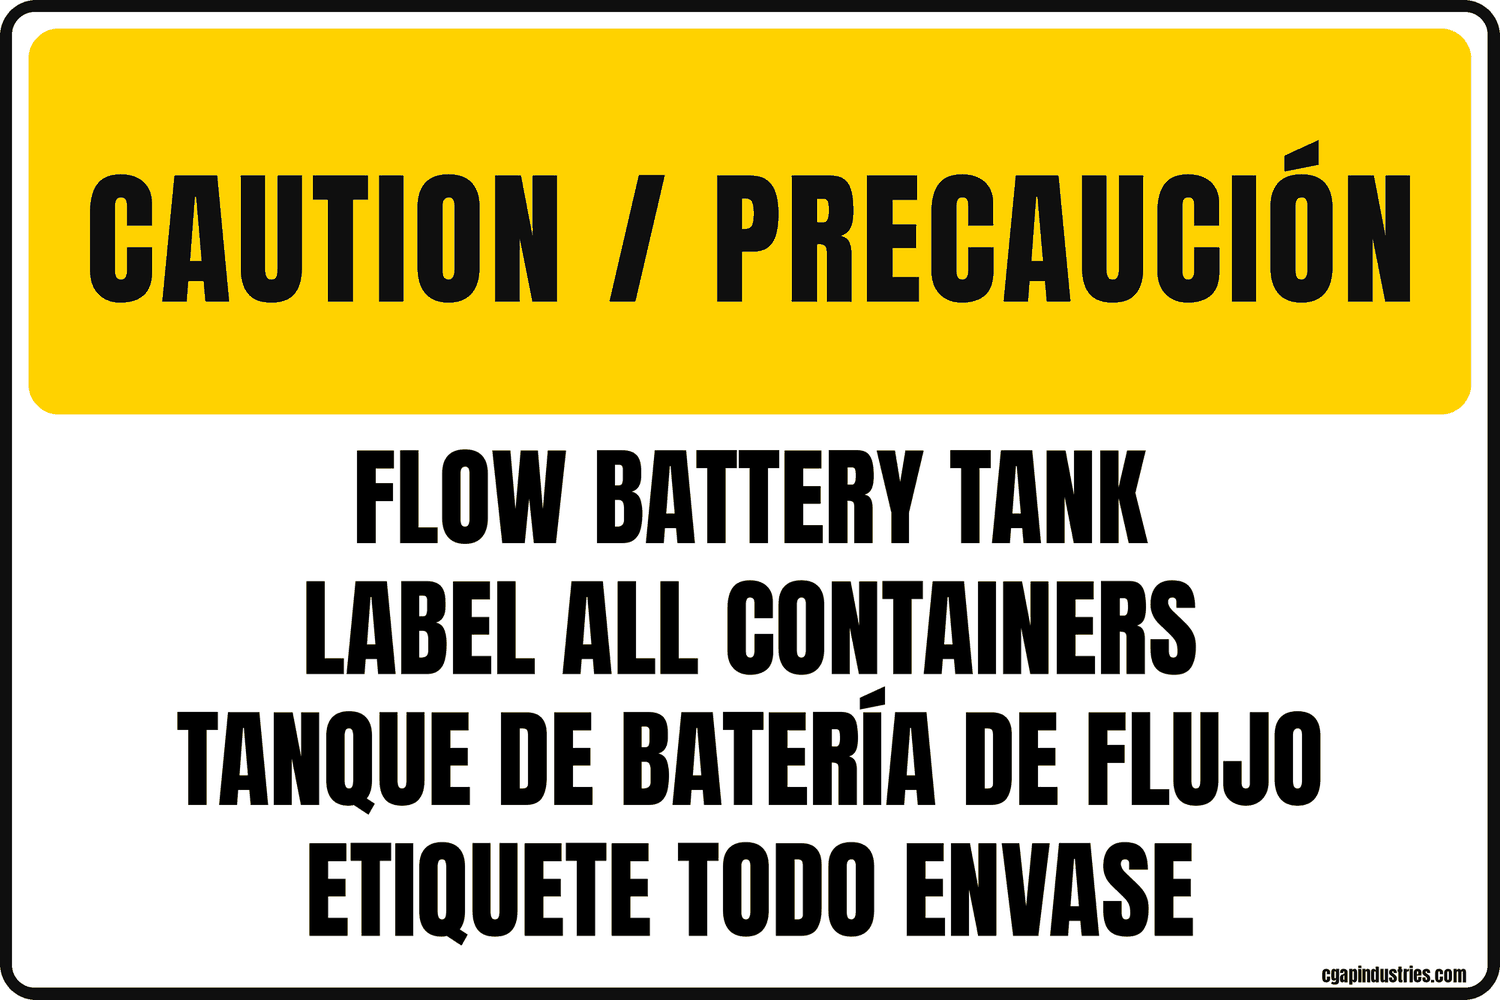 CAUTION / PRECAUCIÓN
FLOW BATTERY TANK
LABEL ALL CONTAINERS
TANQUE DE BATERÍA DE FLUJO
ETIQUETE TODO ENVASE
cgapindustries.com